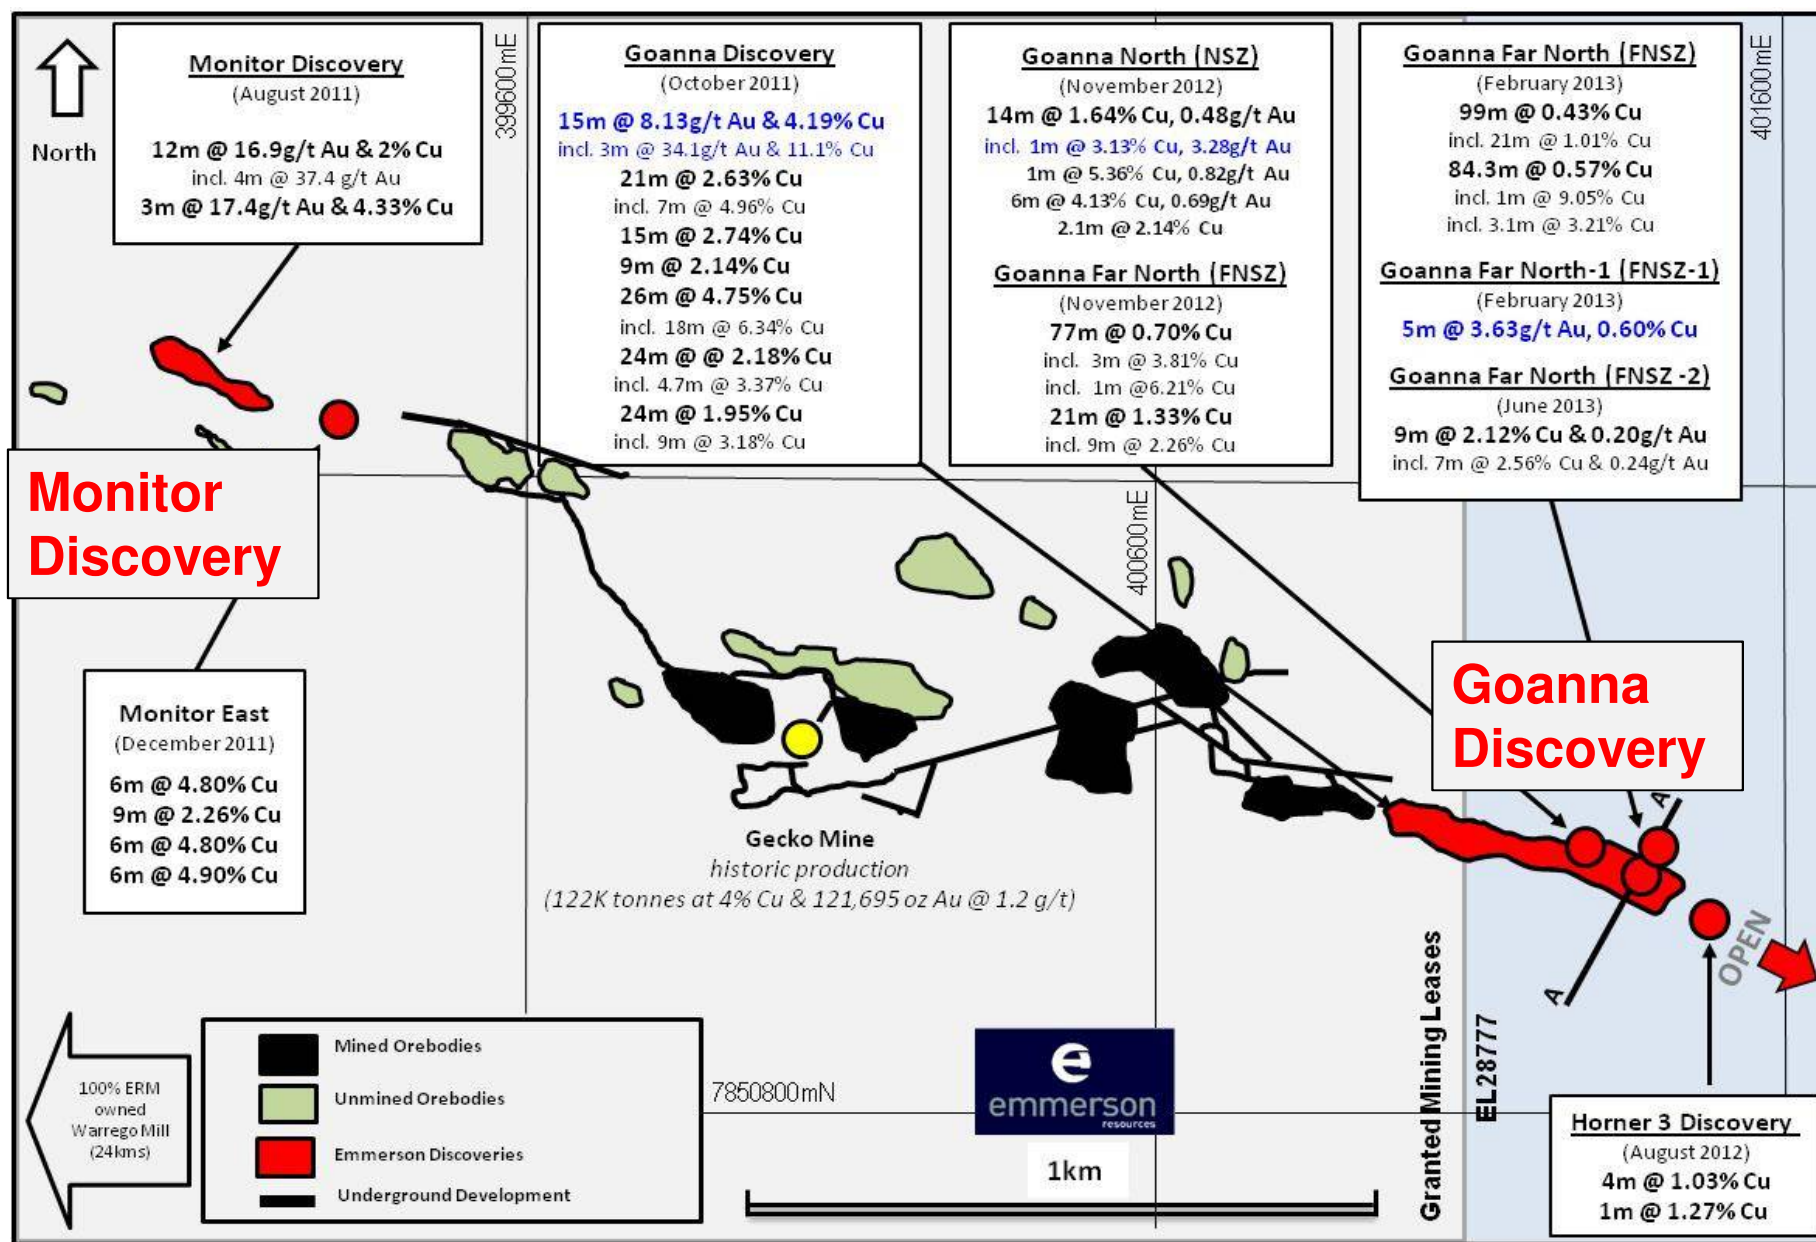 North
Monitor Discovery
(August 2011)
12m @ 16.9g/t Au & 2% Cu
incl. 4m @ 37.4 g/t Au
3m @ 17.4g/t Au & 4.33% Cu
399600mE
Goanna Discovery
(October 2011)
15m @ 8.13g/t Au & 4.19% Cu
incl. 3m @ 34.1g/t Au & 11.1% Cu
21m @ 2.63% Cu
incl. 7m @ 4.96% Cu
15m @ 2.74% Cu
9m @ 2.14% Cu
26m @ 4.75% Cu
incl. 18m @ 6.34% Cu
24m @ @ 2.18% Cu
incl. 4.7m @ 3.37% Cu
24m @ 1.95% Cu
incl. 9m @ 3.18% Cu
Goanna North (NSZ)
(November 2012)
14m @ 1.64% Cu, 0.48g/t Au
incl. 1m @ 3.13% Cu, 3.28g/t Au
1m @ 5.36% Cu, 0.82g/t Au
6m @ 4.13% Cu, 0.69g/t Au
2.1m @ 2.14% Cu
Goanna Far North (FNSZ)
(November 2012)
77m @ 0.70% Cu
incl. 3m @ 3.81% Cu
incl. 1m @6.21% Cu
21m @ 1.33% Cu
incl. 9m @ 2.26% Cu
Goanna Far North (FNSZ)
(February 2013)
99m @ 0.43% Cu
incl. 21m @ 1.01% Cu
84.3m @ 0.57% Cu
incl. 1m @ 9.05% Cu
incl. 3.1m @ 3.21% Cu
Goanna Far North-1 (FNSZ-1)
(February 2013)
5m @ 3.63g/t Au, 0.60% Cu
Goanna Far North (FNSZ -2)
(June 2013)
9m @ 2.12% Cu & 0.20g/t Au
incl. 7m @ 2.56% Cu & 0.24g/t Au
401600mE
Monitor
Discovery
400600mE
Goanna
Discovery
Monitor East
(December 2011)
6m @ 4.80% Cu
9m @ 2.26% Cu
6m @ 4.80% Cu
6m @ 4.90% Cu
Gecko Mine
historic production
(122K tonnes at 4% Cu & 121,695 oz Au @ 1.2 g/t)
A
A
OPEN
Granted Mining Leases
EL28777
100% ERM
owned
Warrego Mill
(24kms)
Mined Orebodies
Unmined Orebodies
Emmerson Discoveries
Underground Development
7850800mN
e
emmerson
resources
1km
Horner 3 Discovery
(August 2012)
4m @ 1.03% Cu
1m @ 1.27% Cu